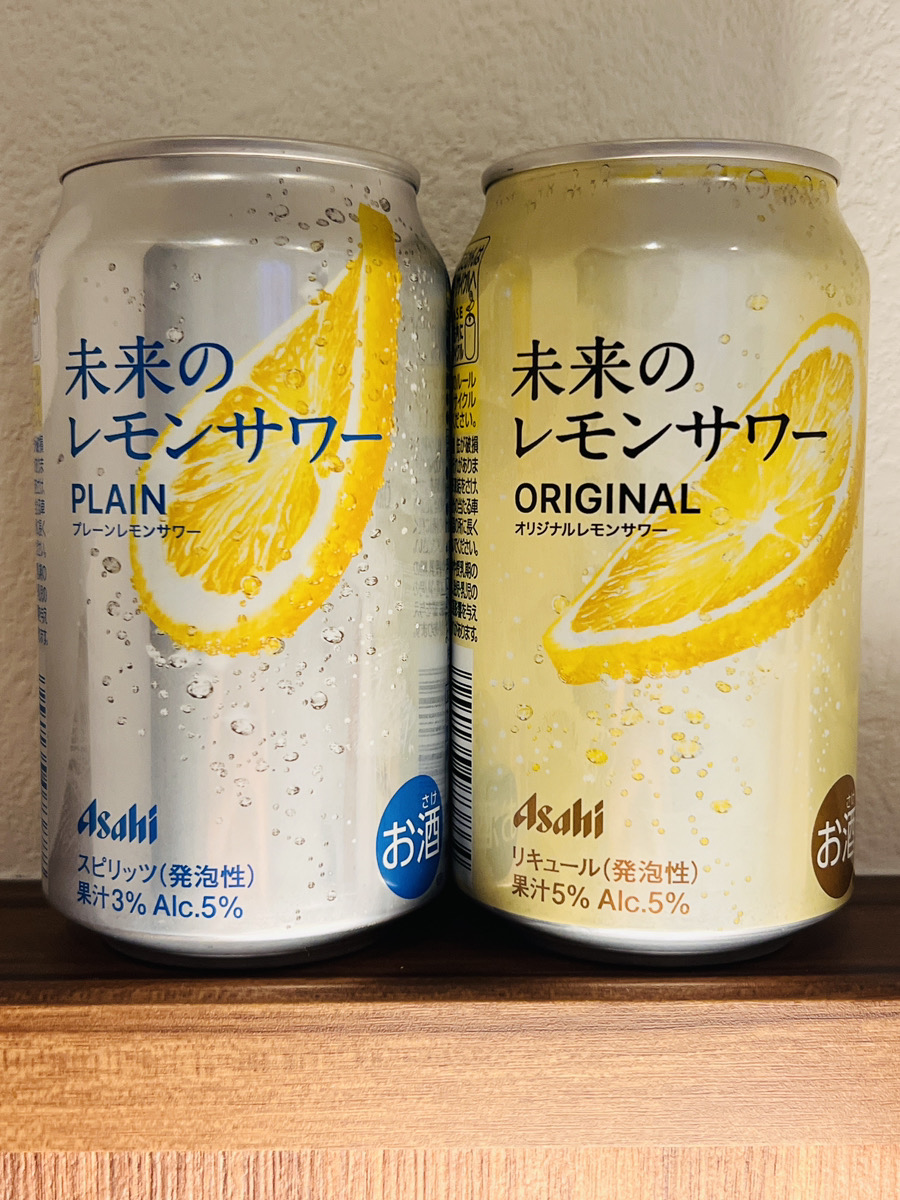 未来の
レモンサワー
PLAIN
プレーンレモンサワー
Asahi
スピリッツ(発泡性)
果汁3% Alc.5%
さけ
お酒
未来の
レモンサワー
ORIGINAL
オリジナルレモンサワー
Asahi
リキュール(発泡性)
果汁5% Alc.5%
さけ
お酒